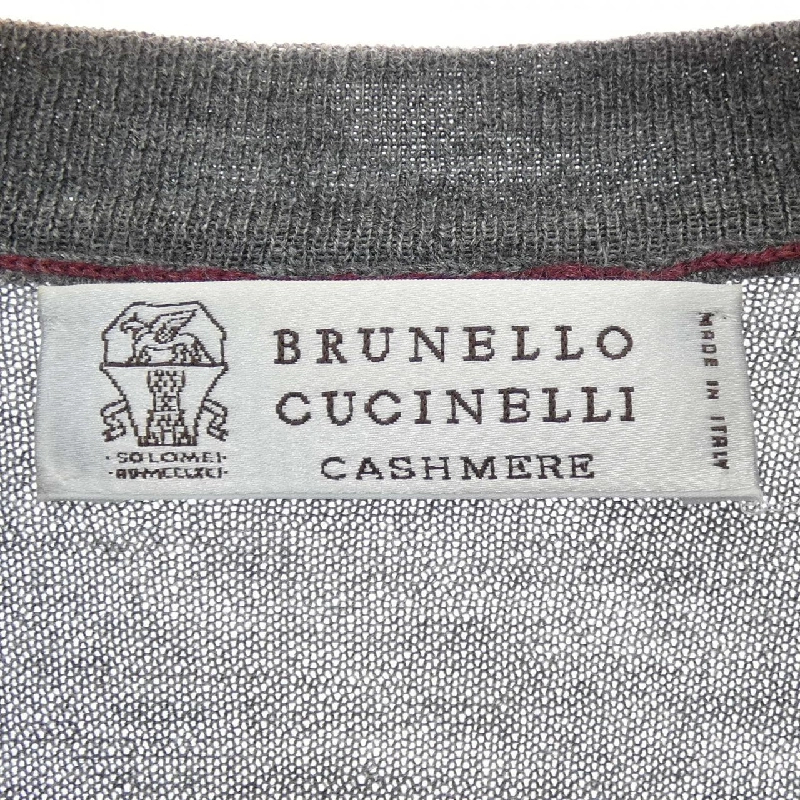 BRUNELLO
CUCINELLI
CASHMERE
MADE IN ITALY
·SOLOMEI·